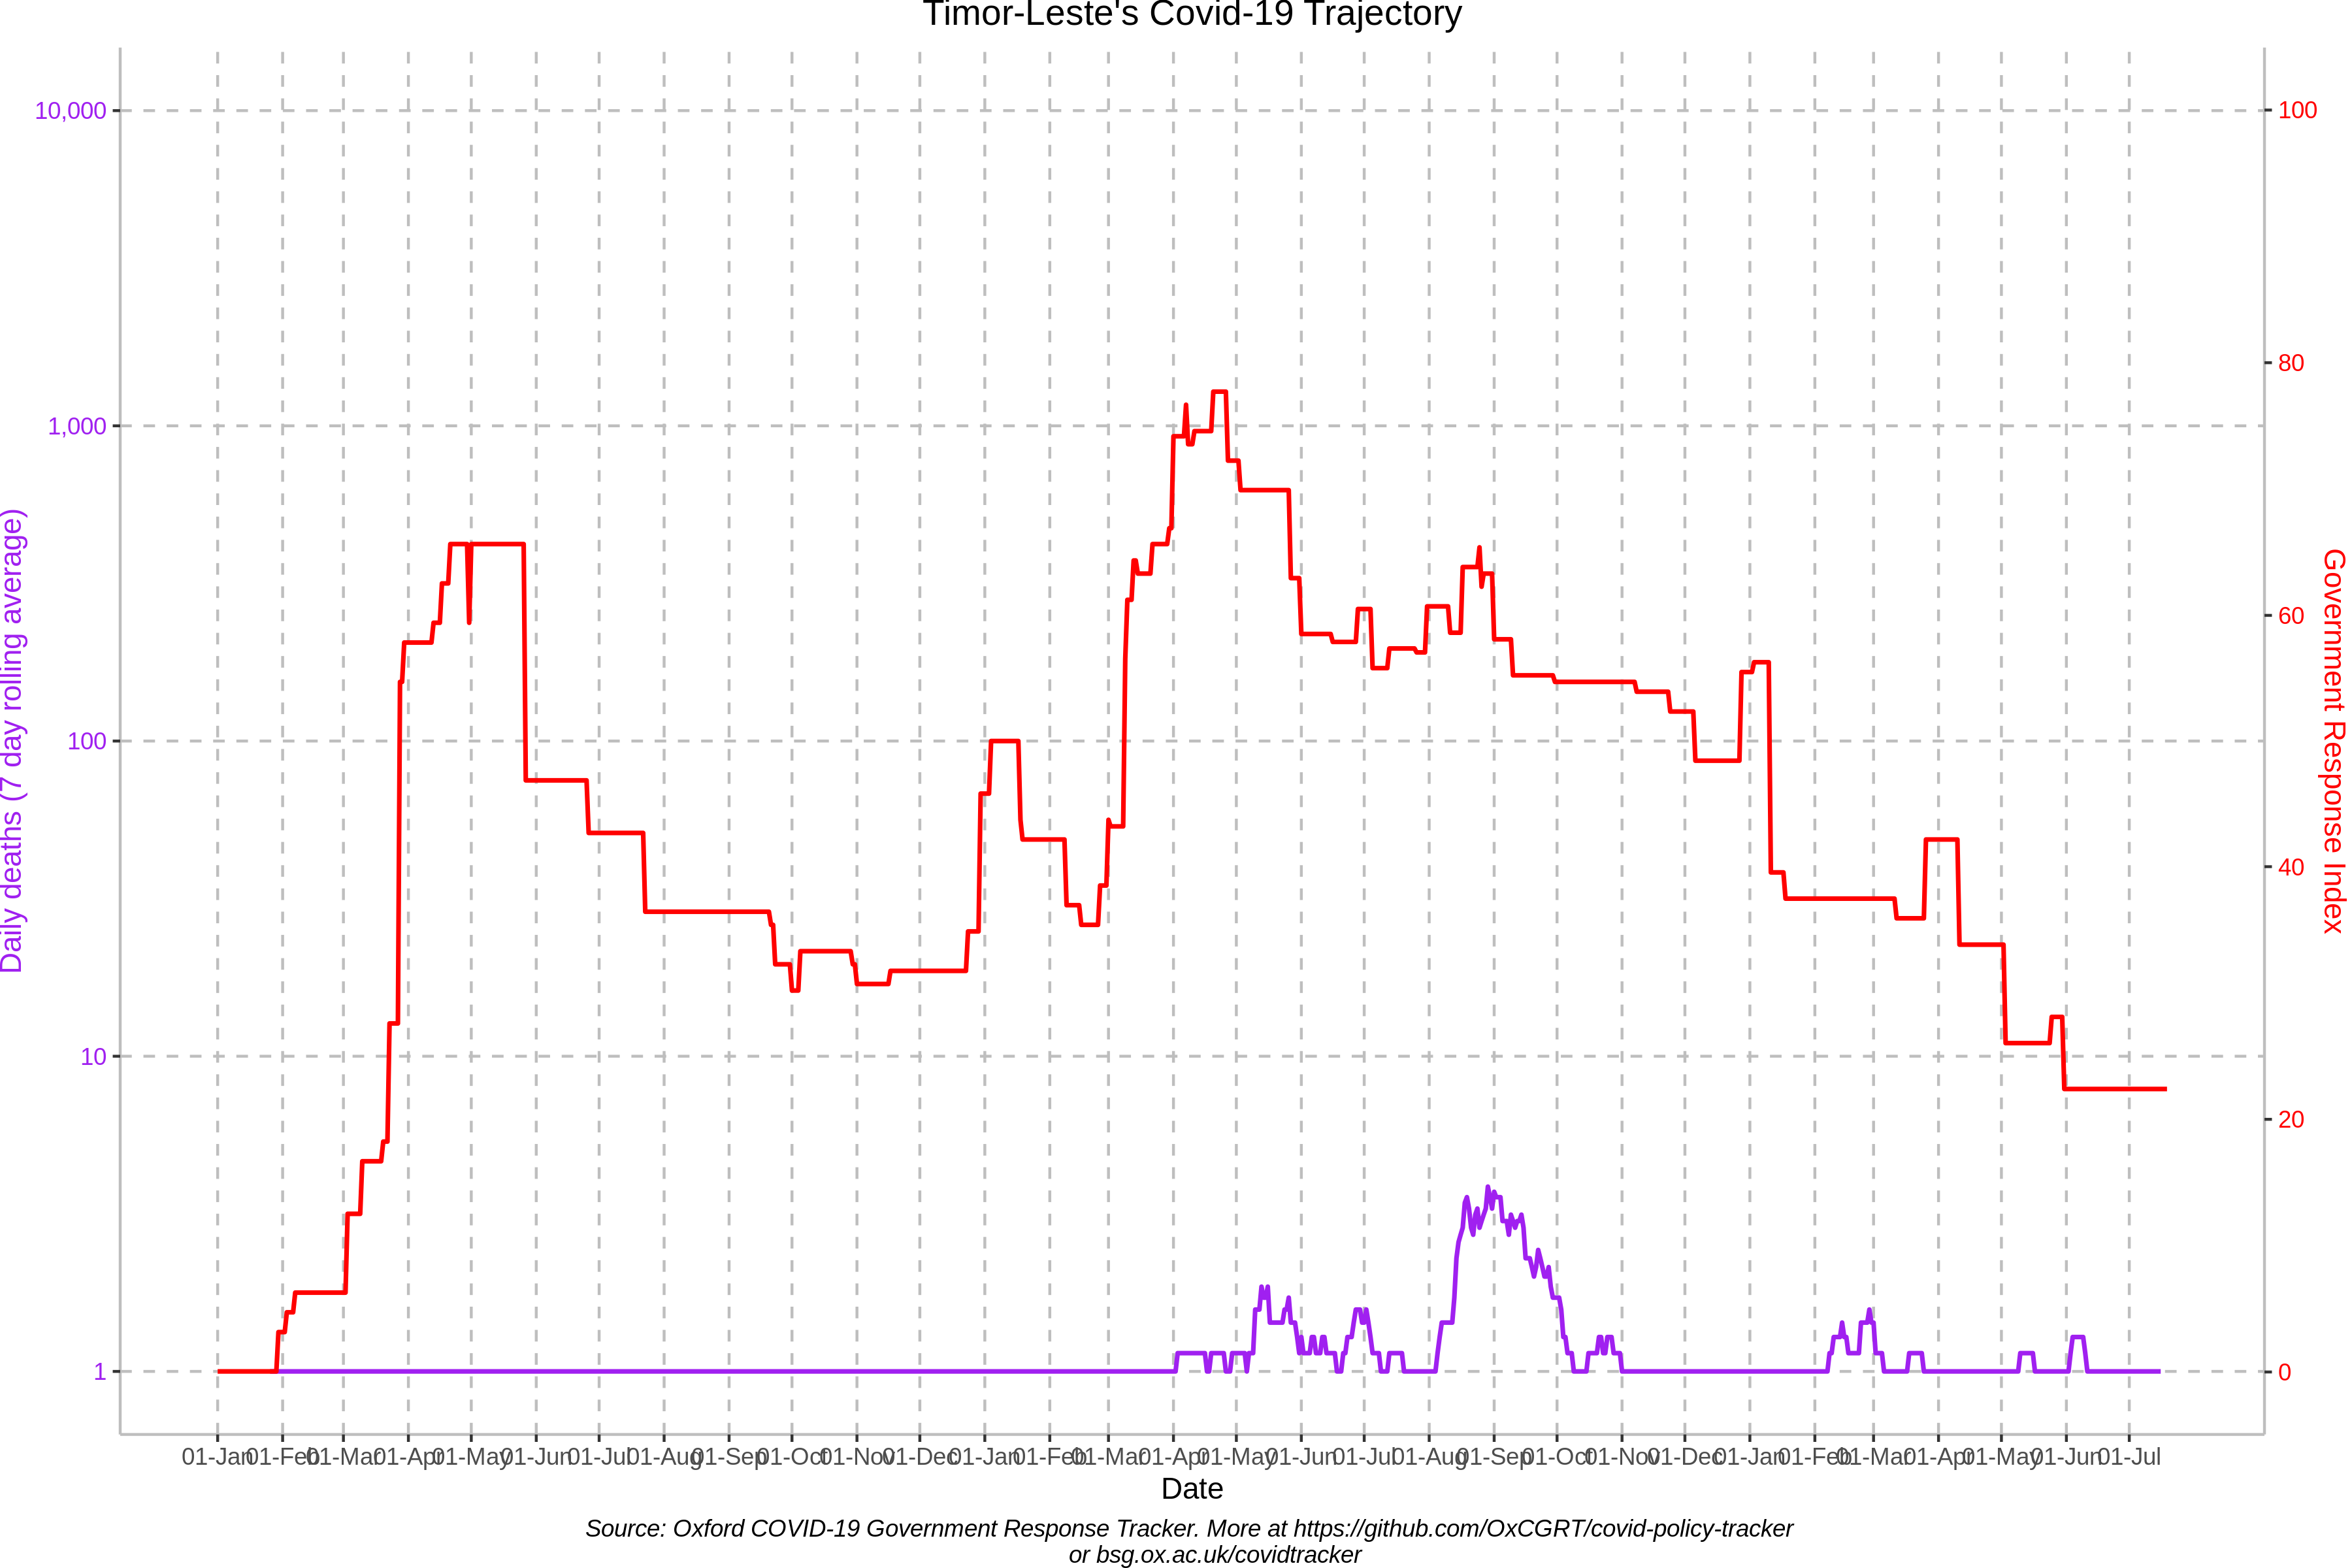 Timor-Leste's Covid-19 Trajectory
10,000
1,000
100
10
1
Daily deaths (7 day rolling average)
100
80
60
40
20
0
Government Response Index
01-Jan 01-Feb 01-Mar 01-Apr 01-May 01-Jun 01-Jul 01-Aug 01-Sep 01-Oct 01-Nov 01-Dec 01-Jan 01-Feb 01-Mar 01-Apr 01-May 01-Jun 01-Jul 01-Aug 01-Sep 01-Oct 01-Nov 01-Dec 01-Jan 01-Feb 01-Mar 01-Apr 01-May 01-Jun 01-Jul
Date
Source: Oxford COVID-19 Government Response Tracker. More at https://github.com/OxCGRT/covid-policy-tracker
or bsg.ox.ac.uk/covidtracker